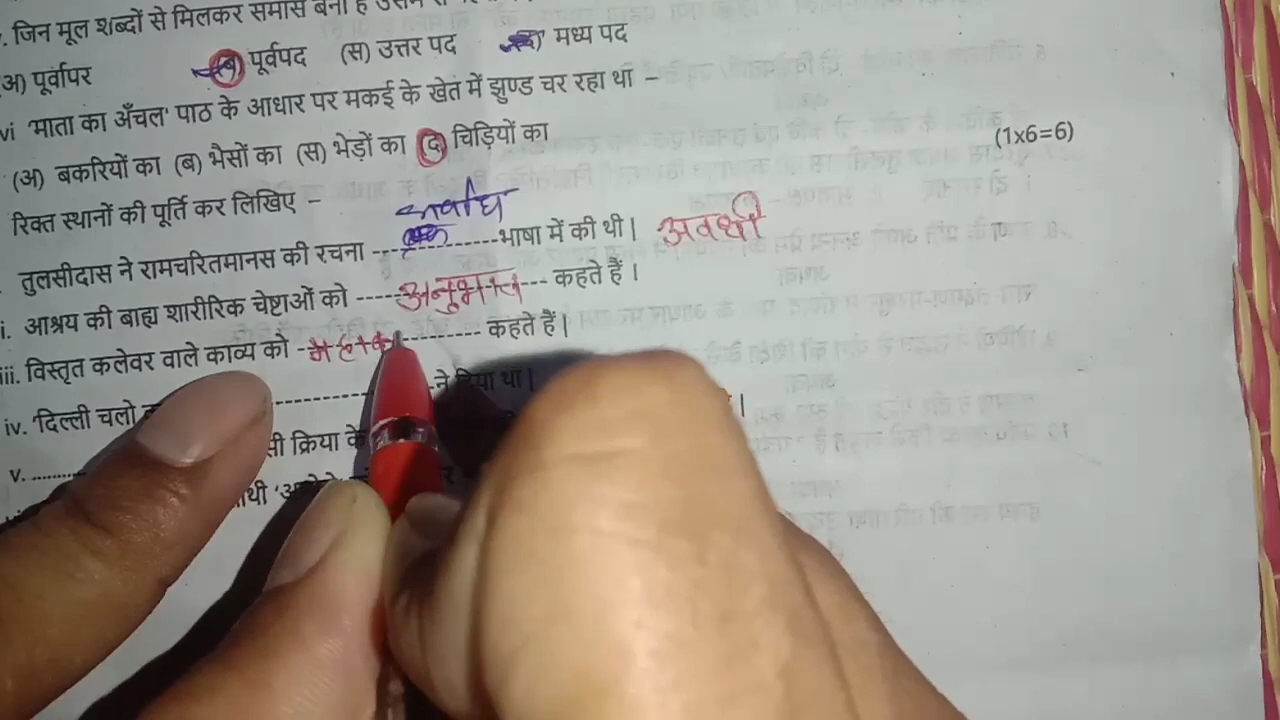 जिन मूल शब्दों से मिलकर समास बना है उसमें
(अ) पूर्वापर (ब) पूर्वपद (स) उत्तर पद मध्य पद
vi 'माता का अँचल' पाठ के आधार पर मकई के खेत में झुण्ड चर रहा था –
(अ) बकरियों का (ब) भैसों का (स) भेड़ों का (द) चिड़ियों का
(1x6=6)
रिक्त स्थानों की पूर्ति कर लिखिए –
तुलसीदास ने रामचरितमानस की रचना ------------- भाषा में की थी। अवधी
i. आश्रय की बाह्य शारीरिक चेष्टाओं को ----- अनुभाव --- कहते हैं।
iii. विस्तृत कलेवर वाले काव्य को - महाक --------- कहते हैं।
iv. 'दिल्ली चलो ------------- ने दिया था।
v. .......... सी क्रिया के